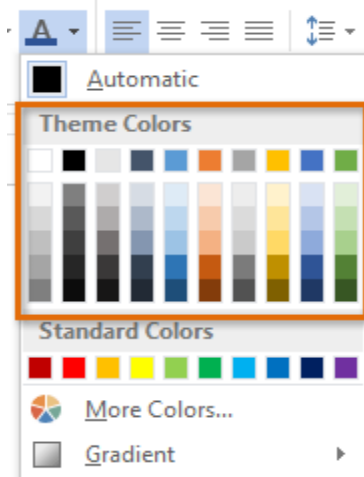 A
Automatic
Theme Colors
Standard Colors
More Colors...
Gradient